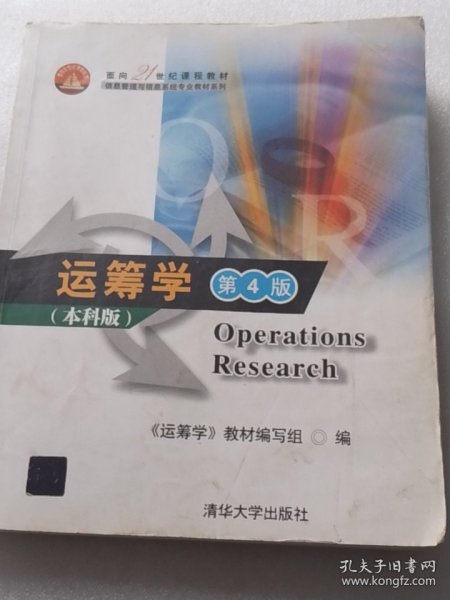 面向21世纪课程教材
信息管理与信息系统专业教材系列
O
R
运筹学 第4版
(本科版)
Operations
Research
《运筹学》教材编写组 ◎ 编
清华大学出版社
孔夫子旧书网
www.kongfz.com